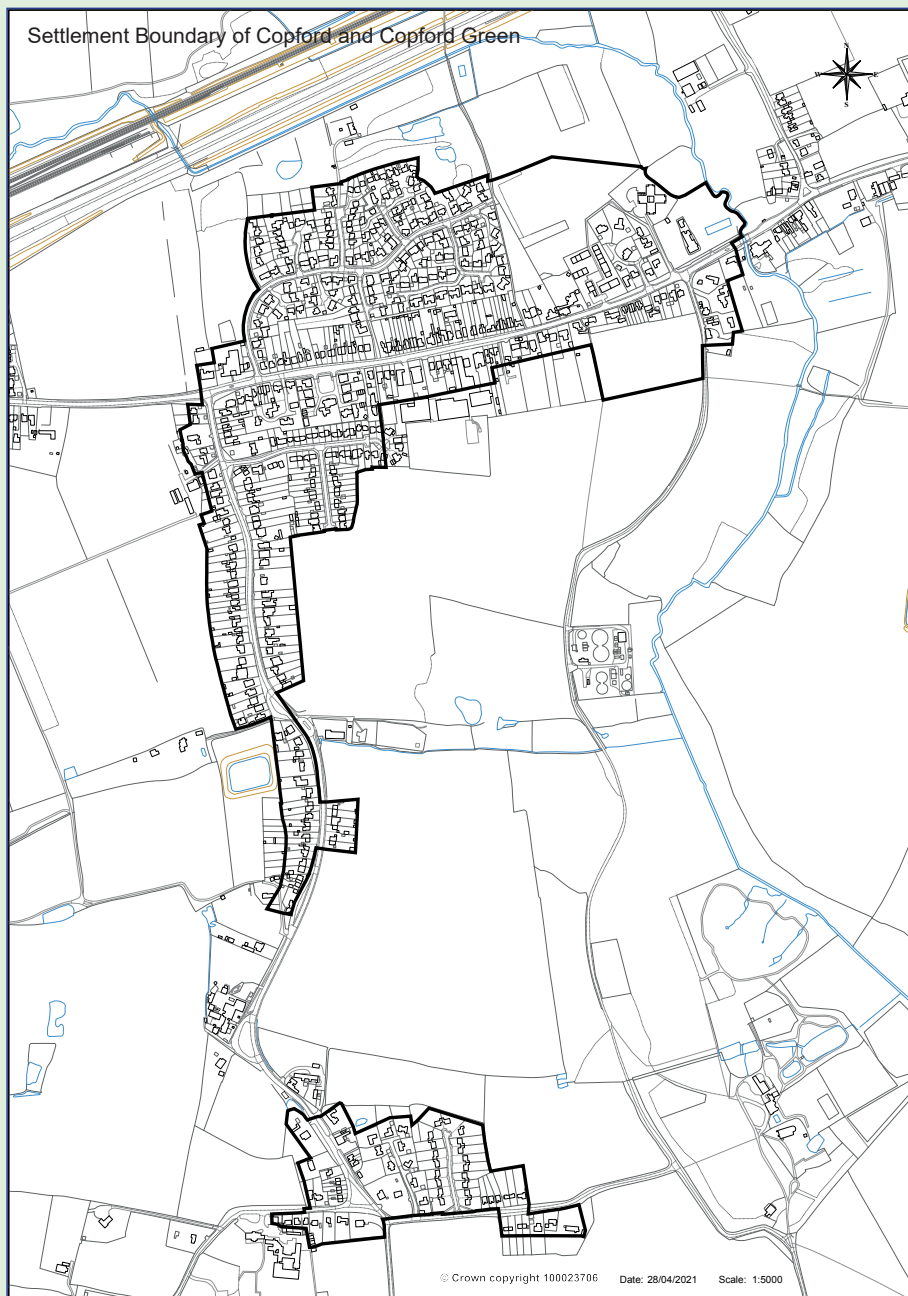 Settlement Boundary of Copford and Copford Green
N
W E
S
© Crown copyright 100023706 Date: 28/04/2021 Scale: 1:5000